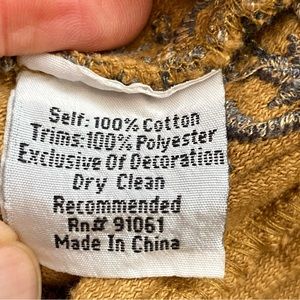 Self: 100% Cotton
Trims: 100% Polyester
Exclusive Of Decoration
Dry Clean
Recommended
Rn# 91061
Made In China